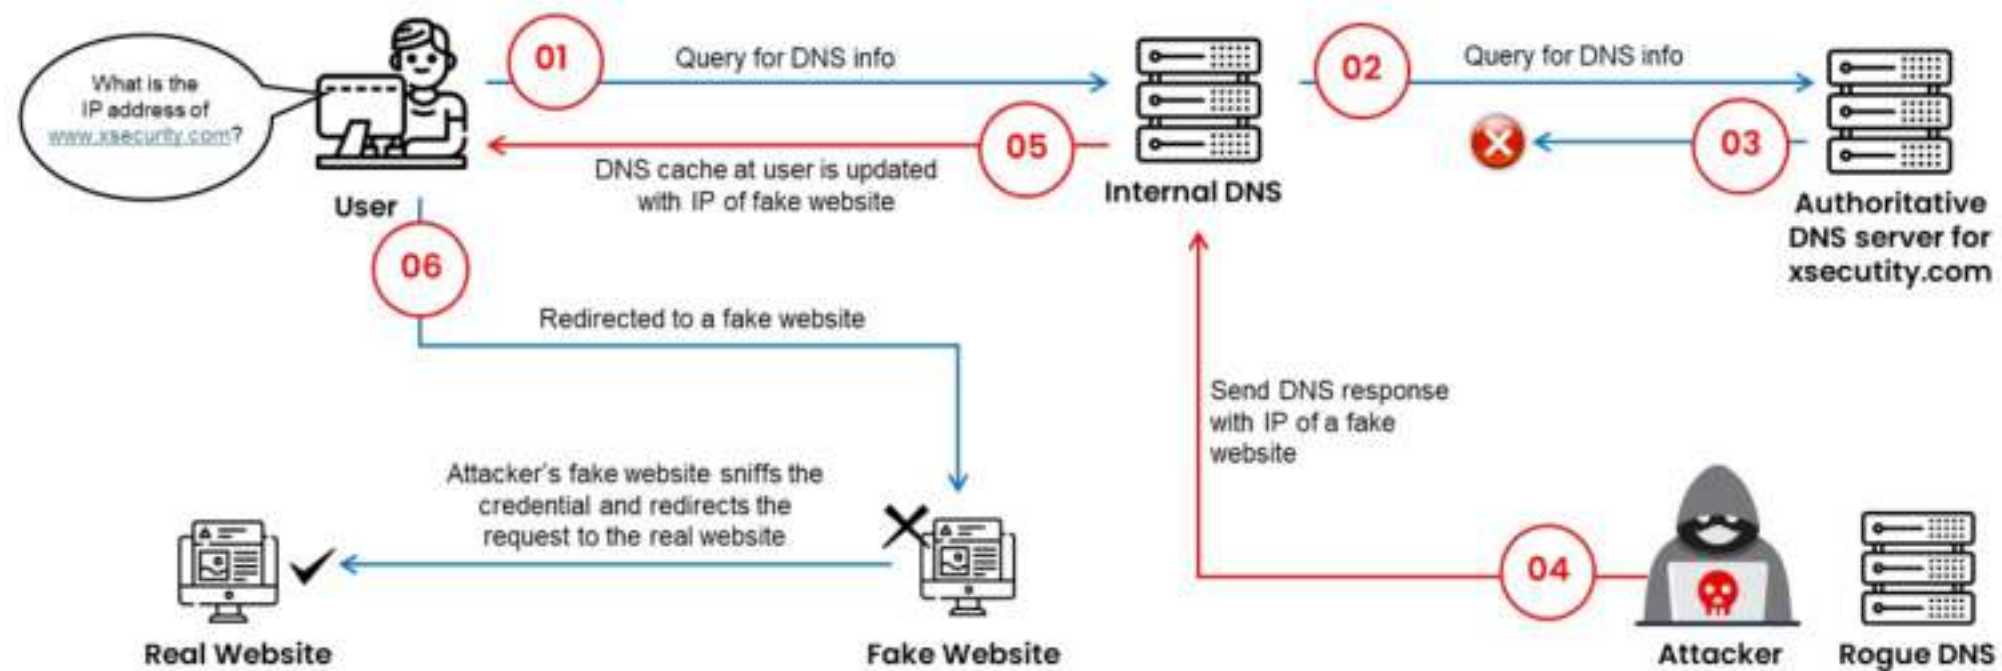 What is the
IP address of
www.xsecurity.com?
User
01
Query for DNS info
Internal DNS
02
Query for DNS info
03
Authoritative
DNS server for
xsecutity.com
05
DNS cache at user is updated
with IP of fake website
06
Redirected to a fake website
Send DNS response
with IP of a fake
website
04
Attacker's fake website sniffs the
credential and redirects the
request to the real website
Real Website
Fake Website
Attacker
Rogue DNS